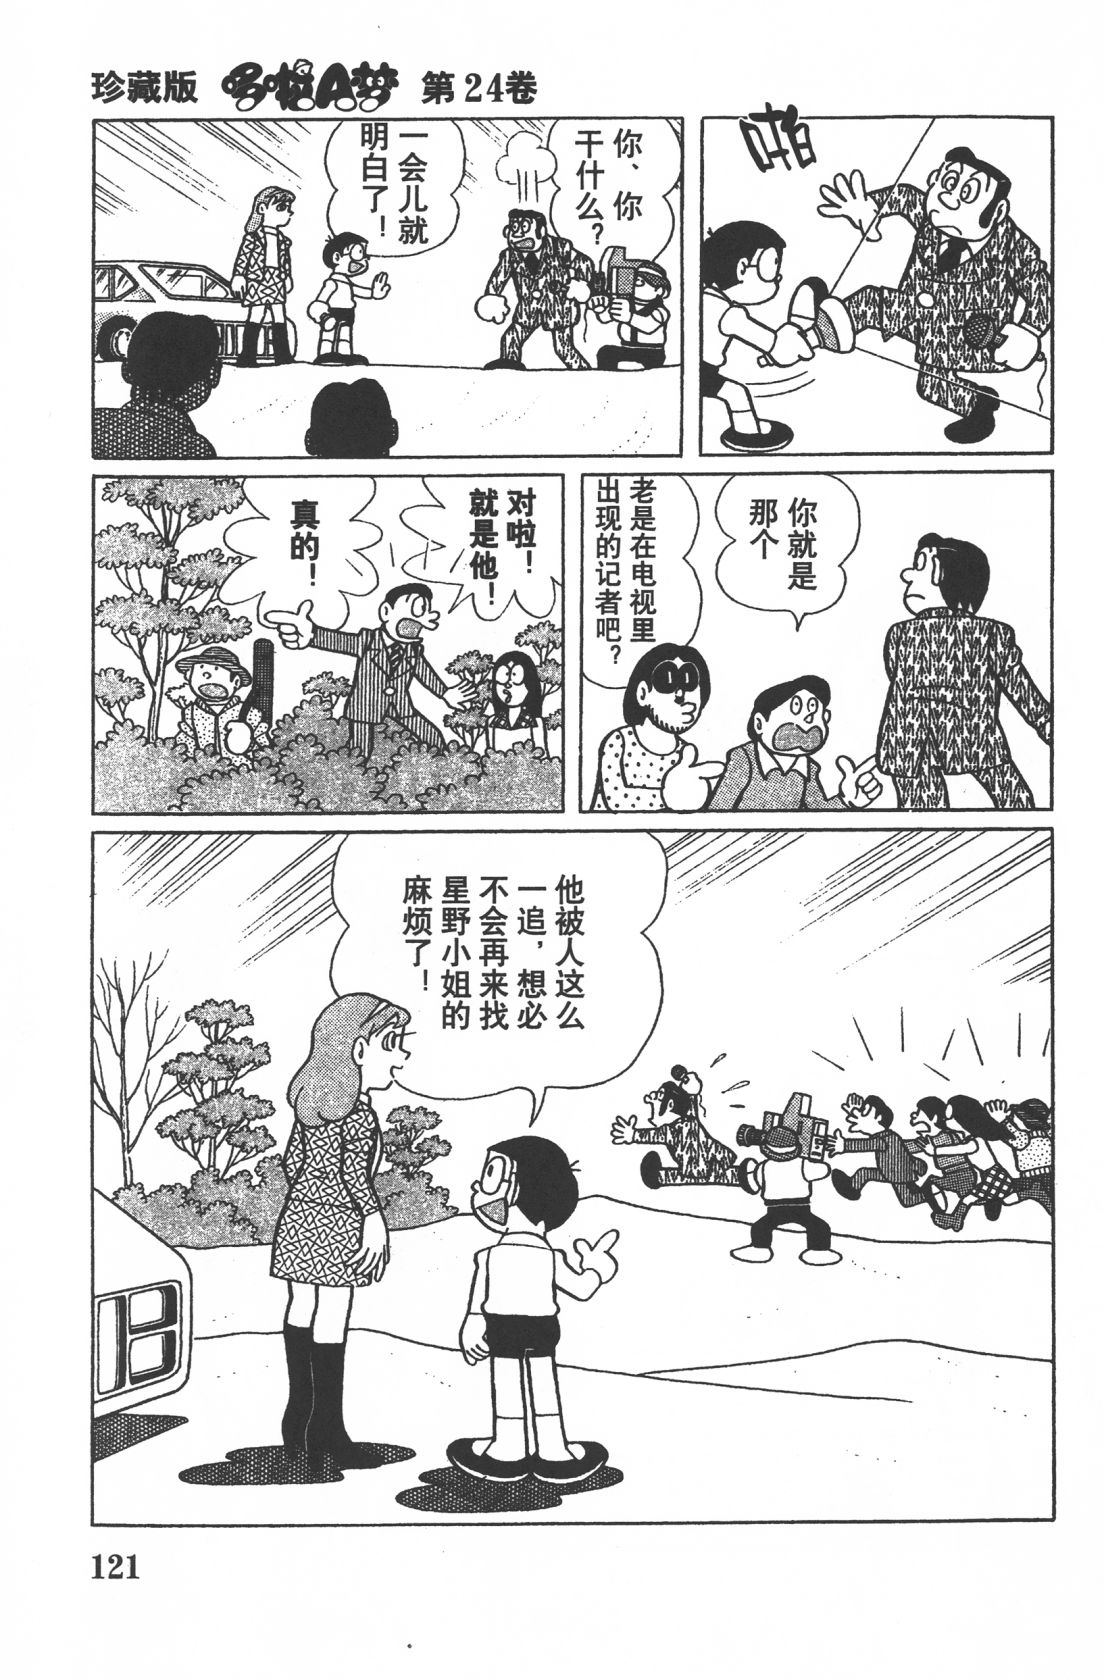 珍藏版 哆啦A梦 第24卷
啪
你、你
干什么？
一会儿就
明白了！
你就是
那个
老是在电视里
出现的记者吧？
对啦！
就是他！
真的！
他被人这么
一追，想必
不会再来找
星野小姐的
麻烦了！
121